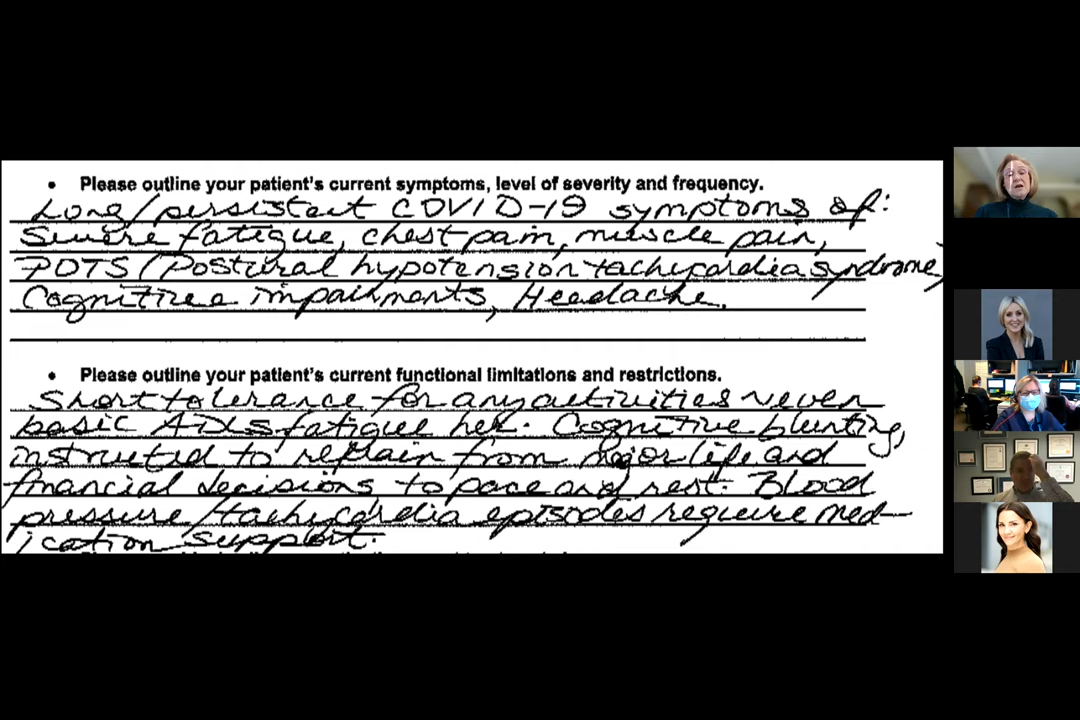 • Please outline your patient's current symptoms, level of severity and frequency.
Long/persistent COVID-19 symptoms of:
Severe fatigue, chest pain, muscle pain,
POTS (Postural hypotension tachycardia syndrome)
Cognitive impairments, Headache.
• Please outline your patient's current functional limitations and restrictions.
Short tolerance for any activities
basic ADLs fatigue her. Cognitive blunting,
instructed to refrain from major life and
financial decisions to pace and rest. Blood
pressure/tachycardia episodes require med-
ication support.